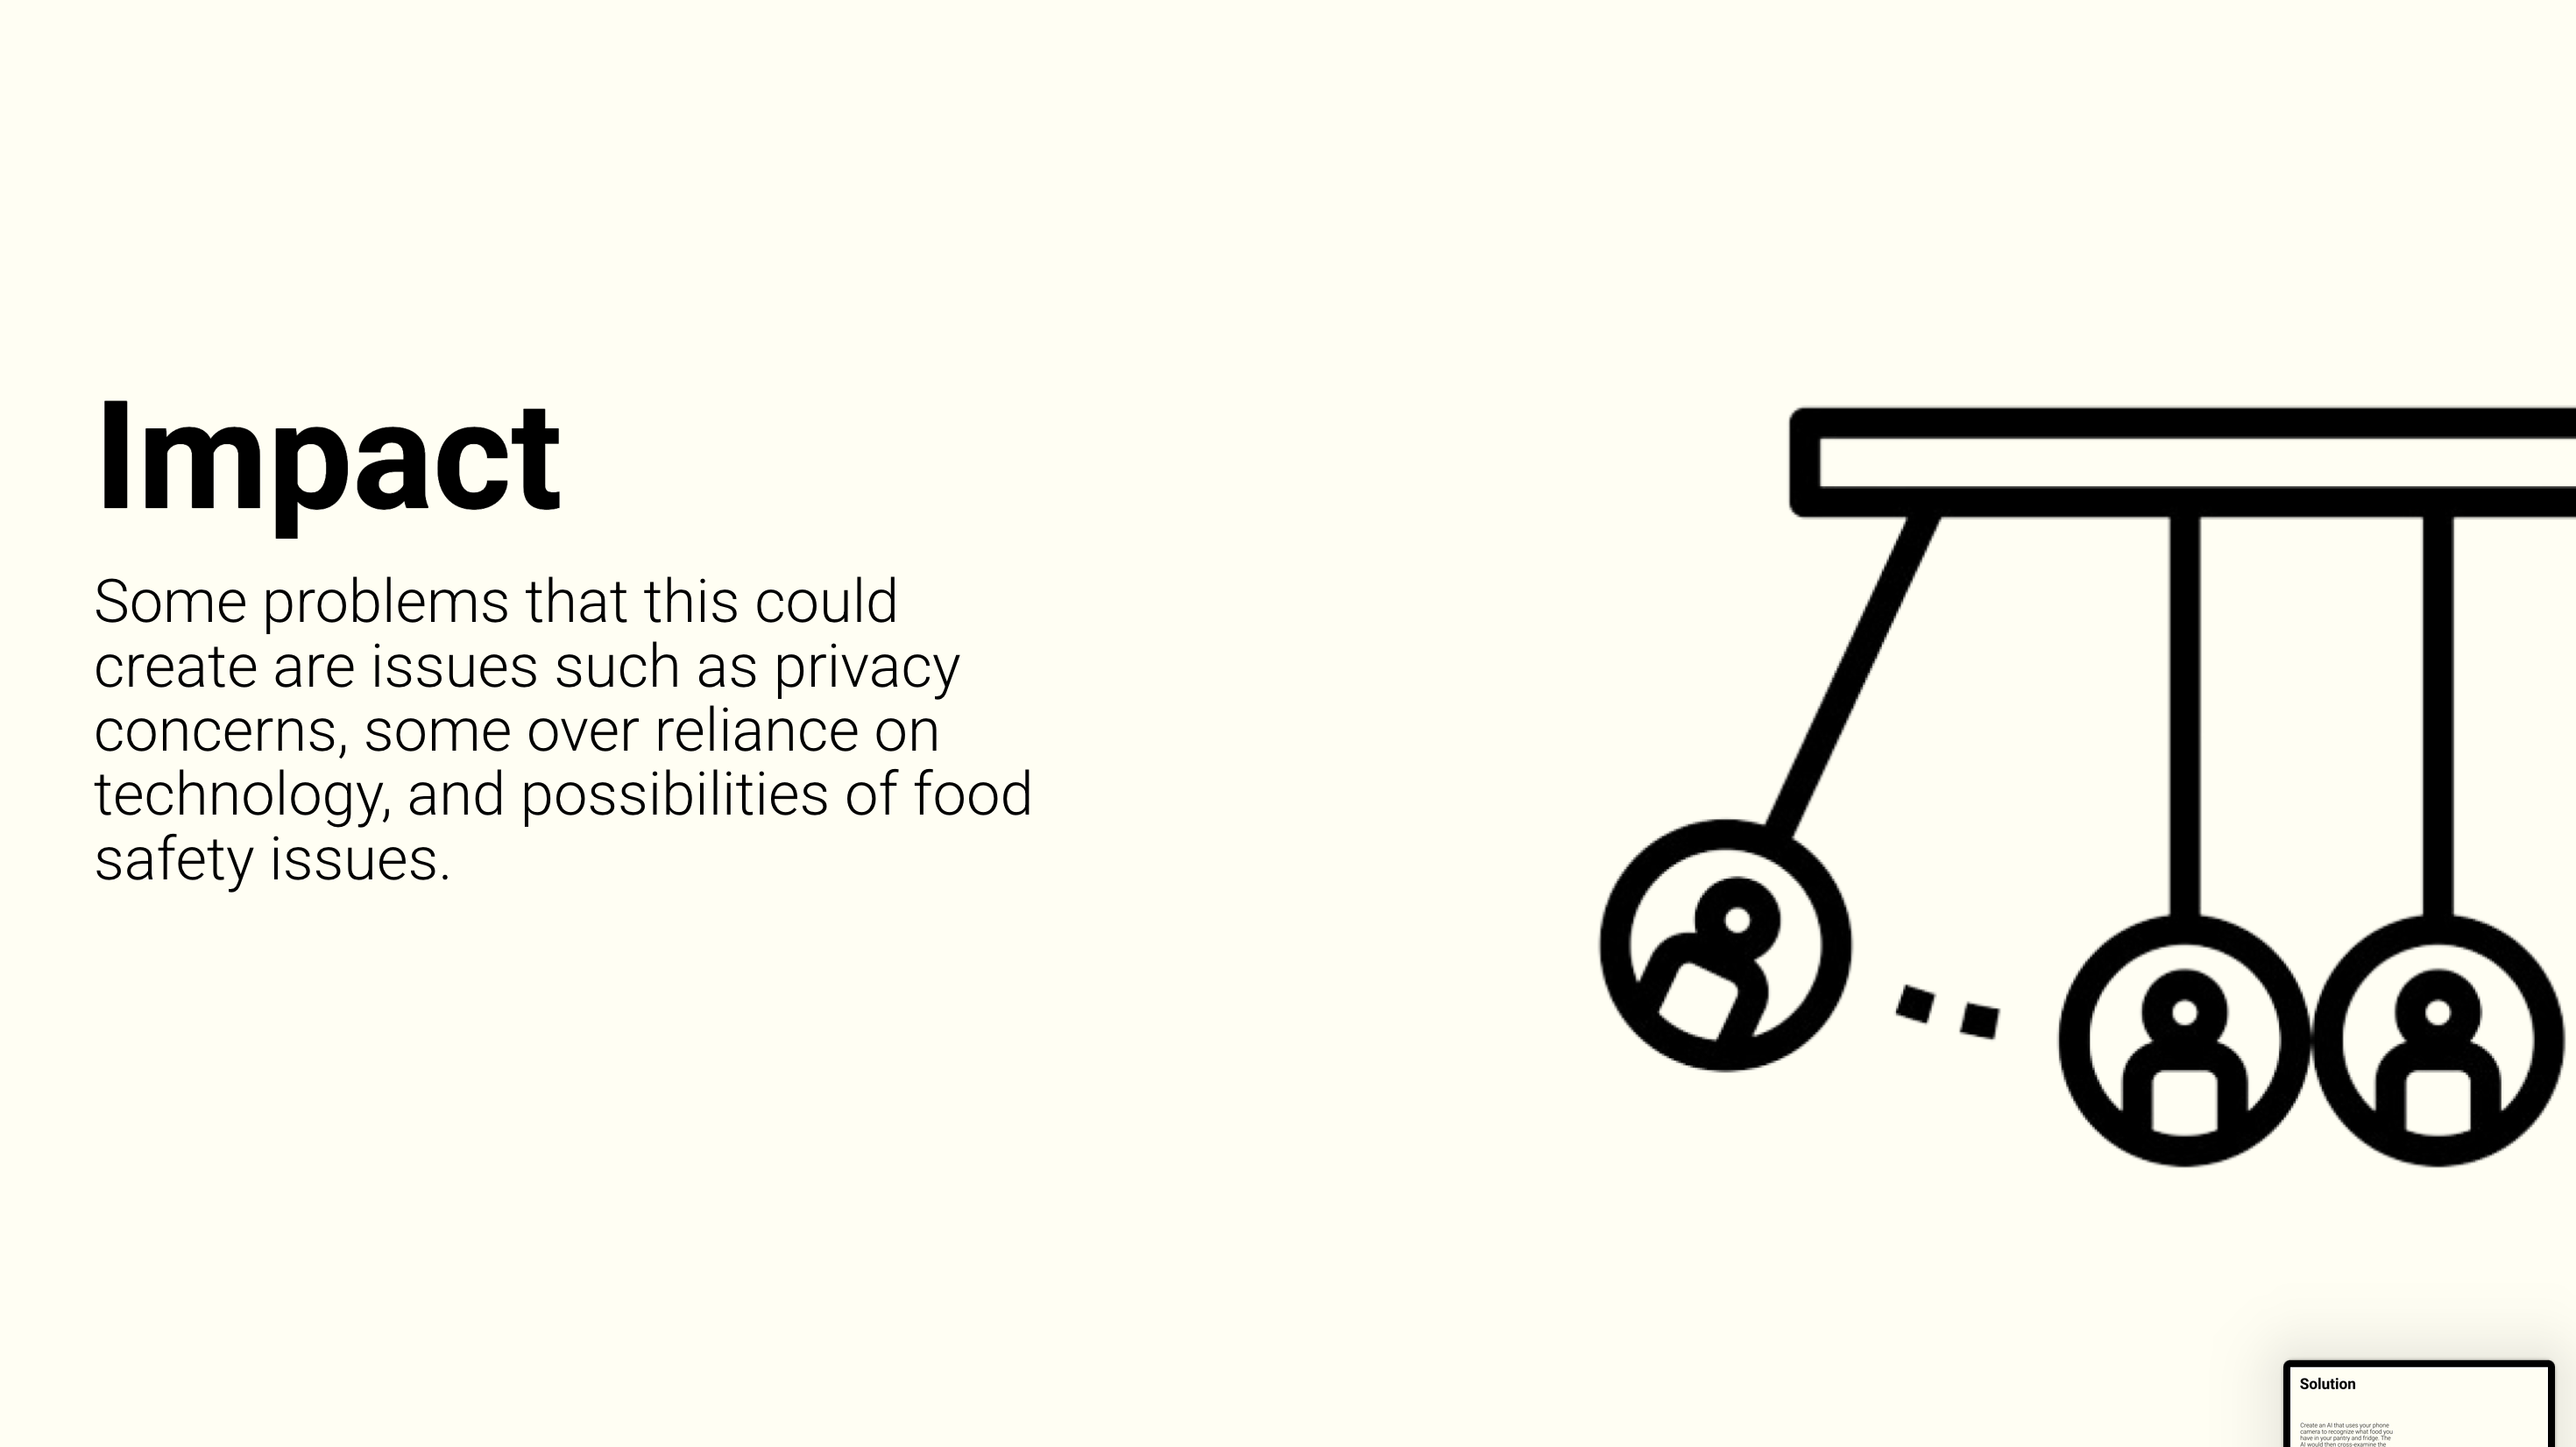 Impact
Some problems that this could
create are issues such as privacy
concerns, some over reliance on
technology, and possibilities of food
safety issues.
Solution
Create an AI that uses your phone
camera to recognize what food you
have in your pantry and fridge. The
AI would then cross-examine the